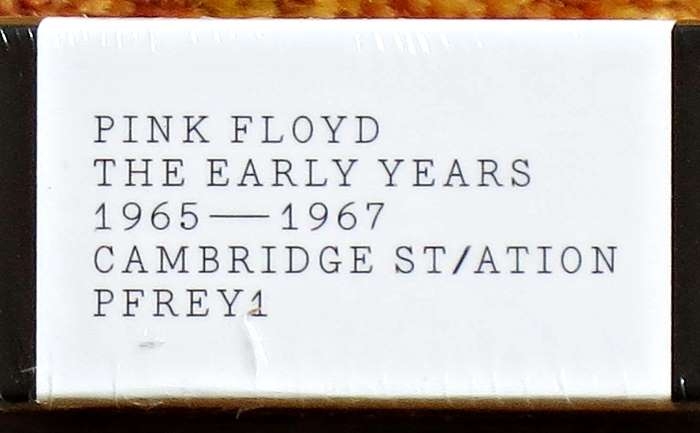 PINK FLOYD
THE EARLY YEARS
1965—1967
CAMBRIDGE ST/ATION
PFREY1